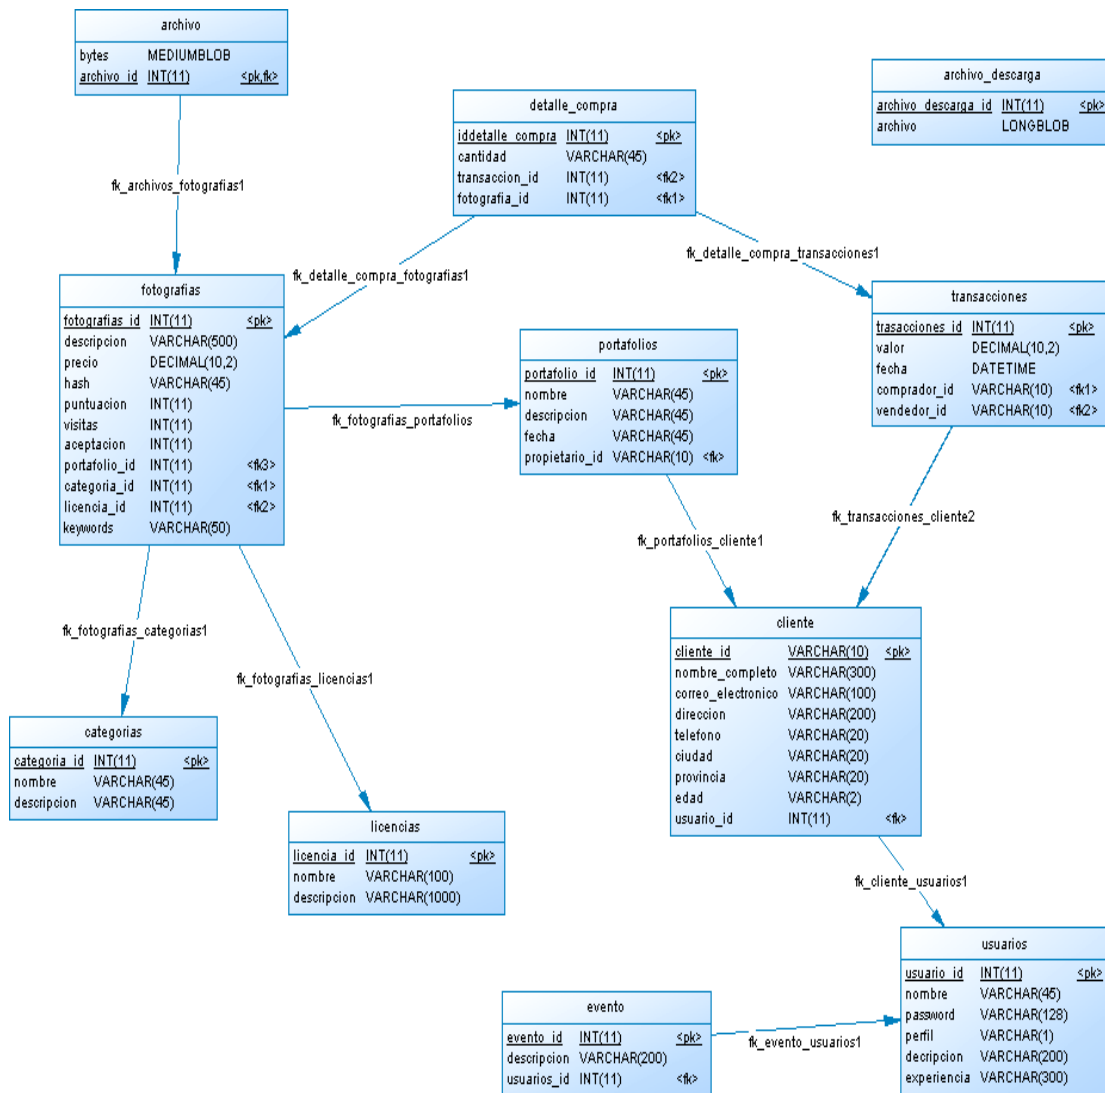 archivo
bytes MEDIUMBLOB
archivo_id INT(11) <pk,fk>
archivo_descarga
archivo_descarga_id INT(11) <pk>
archivo LONGBLOB
detalle_compra
iddetalle_compra INT(11) <pk>
cantidad VARCHAR(45)
transaccion_id INT(11) <fk2>
fotografia_id INT(11) <fk1>
fk_archivos_fotografias1
fk_detalle_compra_fotografias1
fk_detalle_compra_transacciones1
fotografias
fotografias_id INT(11) <pk>
descripcion VARCHAR(500)
precio DECIMAL(10,2)
hash VARCHAR(45)
puntuacion INT(11)
visitas INT(11)
aceptacion INT(11)
portafolio_id INT(11) <fk3>
categoria_id INT(11) <fk1>
licencia_id INT(11) <fk2>
keywords VARCHAR(50)
transacciones
trasacciones_id INT(11) <pk>
valor DECIMAL(10,2)
fecha DATETIME
comprador_id VARCHAR(10) <fk1>
vendedor_id VARCHAR(10) <fk2>
portafolios
portafolio_id INT(11) <pk>
nombre VARCHAR(45)
descripcion VARCHAR(45)
fecha VARCHAR(45)
propietario_id VARCHAR(10) <fk>
fk_fotografias_portafolios
fk_transacciones_cliente2
fk_portafolios_cliente1
fk_fotografias_categorias1
fk_fotografias_licencias1
cliente
cliente_id VARCHAR(10) <pk>
nombre_completo VARCHAR(300)
correo_electronico VARCHAR(100)
direccion VARCHAR(200)
telefono VARCHAR(20)
ciudad VARCHAR(20)
provincia VARCHAR(20)
edad VARCHAR(2)
usuario_id INT(11) <fk>
categorias
categoria_id INT(11) <pk>
nombre VARCHAR(45)
descripcion VARCHAR(45)
licencias
licencia_id INT(11) <pk>
nombre VARCHAR(100)
descripcion VARCHAR(1000)
fk_cliente_usuarios1
usuarios
usuario_id INT(11) <pk>
nombre VARCHAR(45)
password VARCHAR(128)
perfil VARCHAR(1)
decripcion VARCHAR(200)
experiencia VARCHAR(300)
evento
evento_id INT(11) <pk>
descripcion VARCHAR(200)
usuarios_id INT(11) <fk>
fk_evento_usuarios1